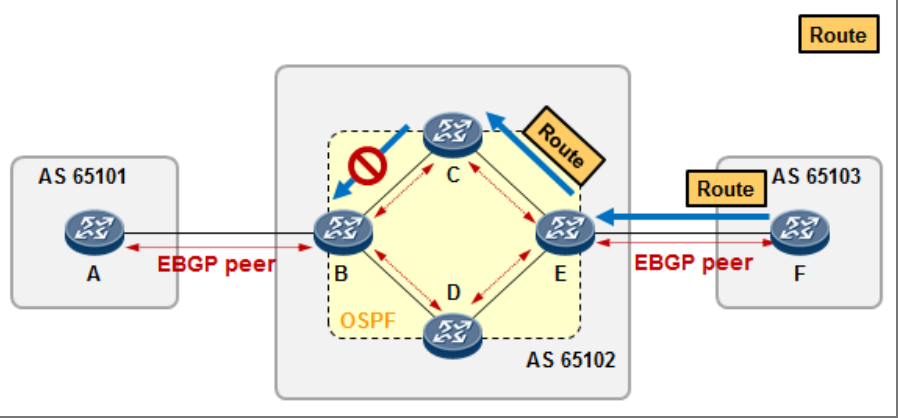 Route
AS 65101
A
EBGP peer
C
Route
B
D
E
OSPF
AS 65102
Route
AS 65103
EBGP peer
F